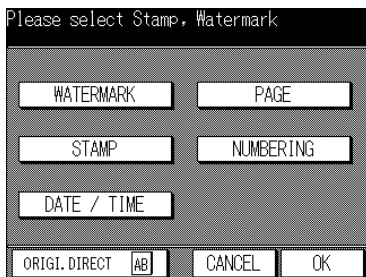 Please select Stamp, Watermark
WATERMARK PAGE
STAMP NUMBERING
DATE / TIME
ORIGI.DIRECT AB CANCEL OK